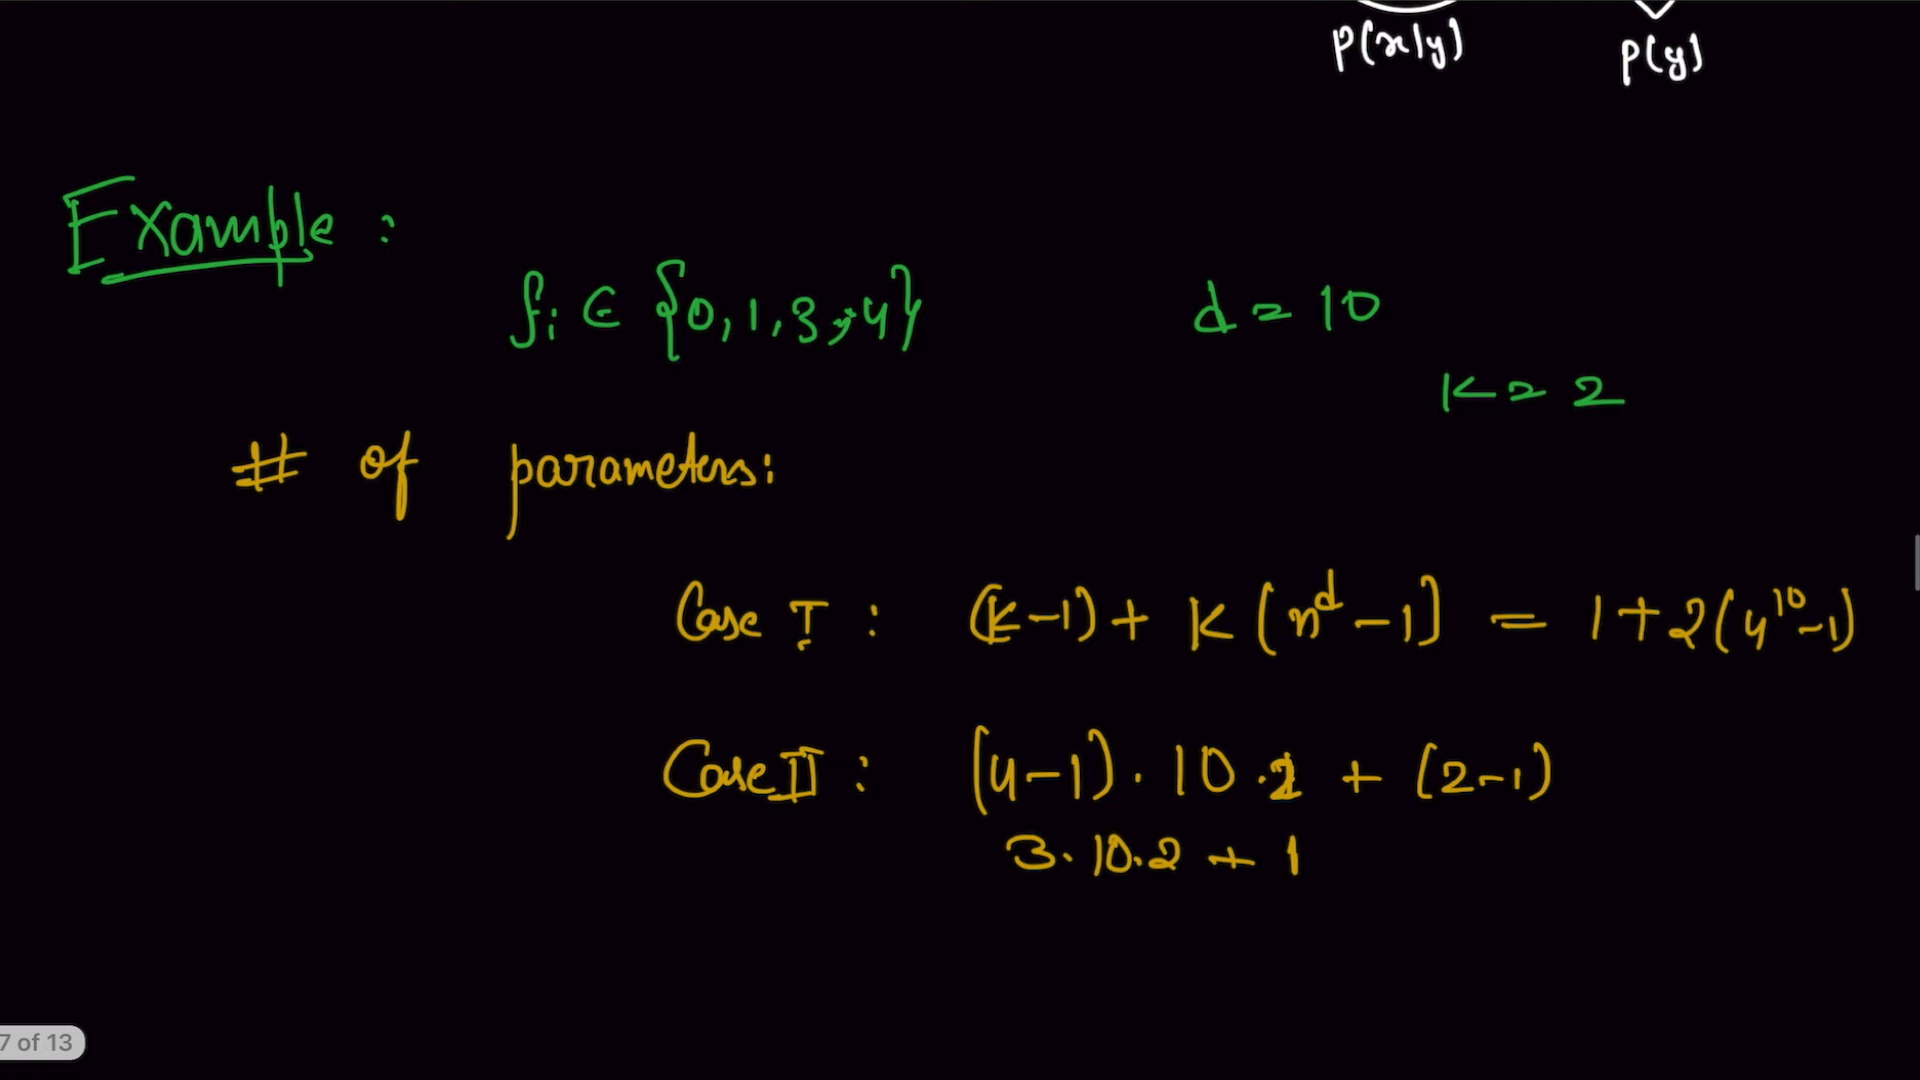 P(x|y) P(y)
Example :
fi ∈ {0,1,3,4} d = 10
K = 2
# of parameters:
Case I : (K-1) + K (n^d - 1) = 1 + 2(4^10 - 1)
Case II : (4-1) . 10 . 2 + (2-1)
3. 10. 2 + 1
7 of 13